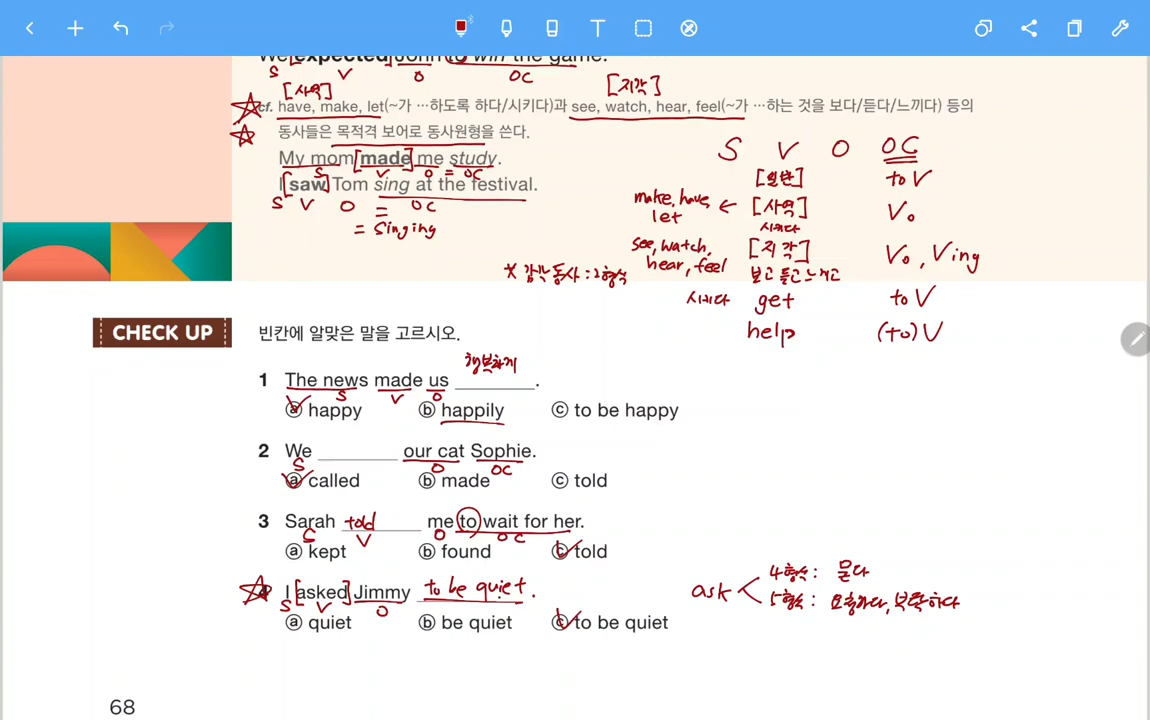 We expected John to win the game.
S V O OC
[사역] [지각]
cf. have, make, let(~가 …하도록 하다/시키다)과 see, watch, hear, feel(~가 …하는 것을 보다/듣다/느끼다) 등의
동사들은 목적격 보어로 동사원형을 쓴다.
My mom [made] me study.
S V O = OC
I [saw] Tom sing at the festival.
S V O = OC
= singing
S V O OC
[일반] to V
make, have, let ← [사역] V₀
시키다
see, watch, hear, feel [지각] V₀, Ving
보고 듣고 느끼고
* 감각동사 : 2형식
시키다 get to V
help (to) V
CHECK UP 빈칸에 알맞은 말을 고르시오.
행복하게
1 The news made us ________.
S V O
ⓐ happy ⓑ happily ⓒ to be happy
2 We ________ our cat Sophie.
S O OC
ⓐ called ⓑ made ⓒ told
3 Sarah told me to wait for her.
S V O OC
ⓐ kept ⓑ found ⓒ told
4 I [asked] Jimmy to be quiet.
S V O
ⓐ quiet ⓑ be quiet ⓒ to be quiet
ask < 4형식 : 묻다
5형식 : 요청하다, 부탁하다
68